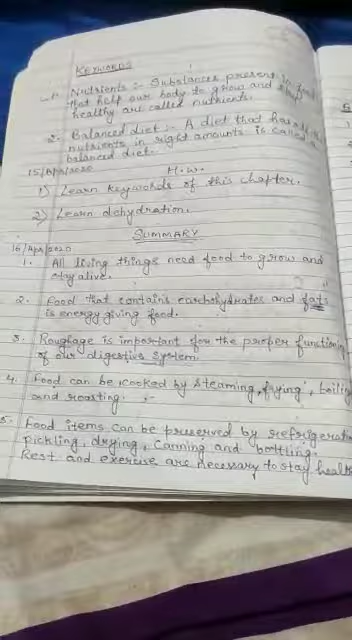 KEYWORDS
1. Nutrients :- Substances present in food
that help our body to grow and stay
healthy are called nutrients.
2. Balanced diet :- A diet that has all the
nutrients in right amounts is called a
balanced diet.
15/Apr/2020 H.W.
1) Learn keywords of this chapter.
2) Learn dehydration.
SUMMARY
16/Apr/2020
1. All living things need food to grow and
stay alive.
2. Food that contains carbohydrates and fats
is energy giving food.
3. Roughage is important for the proper functioning
of our digestive system.
4. Food can be cooked by steaming, frying, boiling
and roasting.
5. Food items can be preserved by refrigeration
pickling, drying, canning and bottling.
Rest and exercise are necessary to stay health